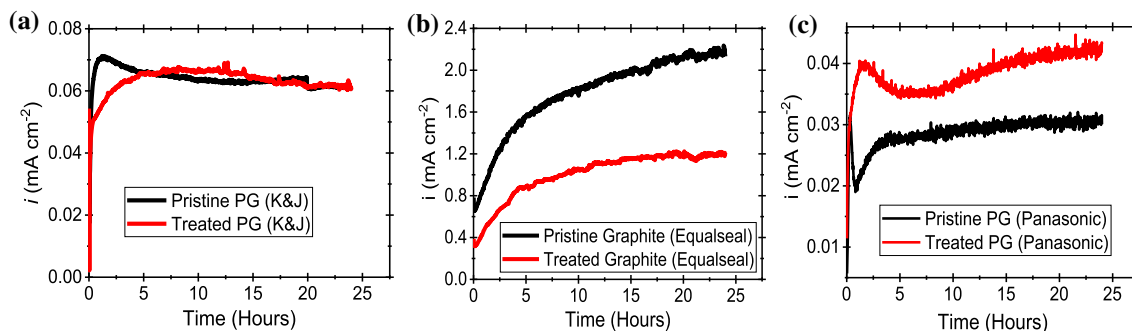 (a)
0.08
0.06
0.04
0.02
0.00
i (mA cm-2)
Pristine PG (K&J)
Treated PG (K&J)
0 5 10 15 20 25
Time (Hours)
(b)
2.4
2.0
1.6
1.2
0.8
0.4
0.0
i (mA cm-2)
Pristine Graphite (Equalseal)
Treated Graphite (Equalseal)
0 5 10 15 20 25
Time (Hours)
(c)
0.04
0.03
0.02
0.01
i (mA cm-2)
Pristine PG (Panasonic)
Treated PG (Panasonic)
0 5 10 15 20 25
Time (Hours)